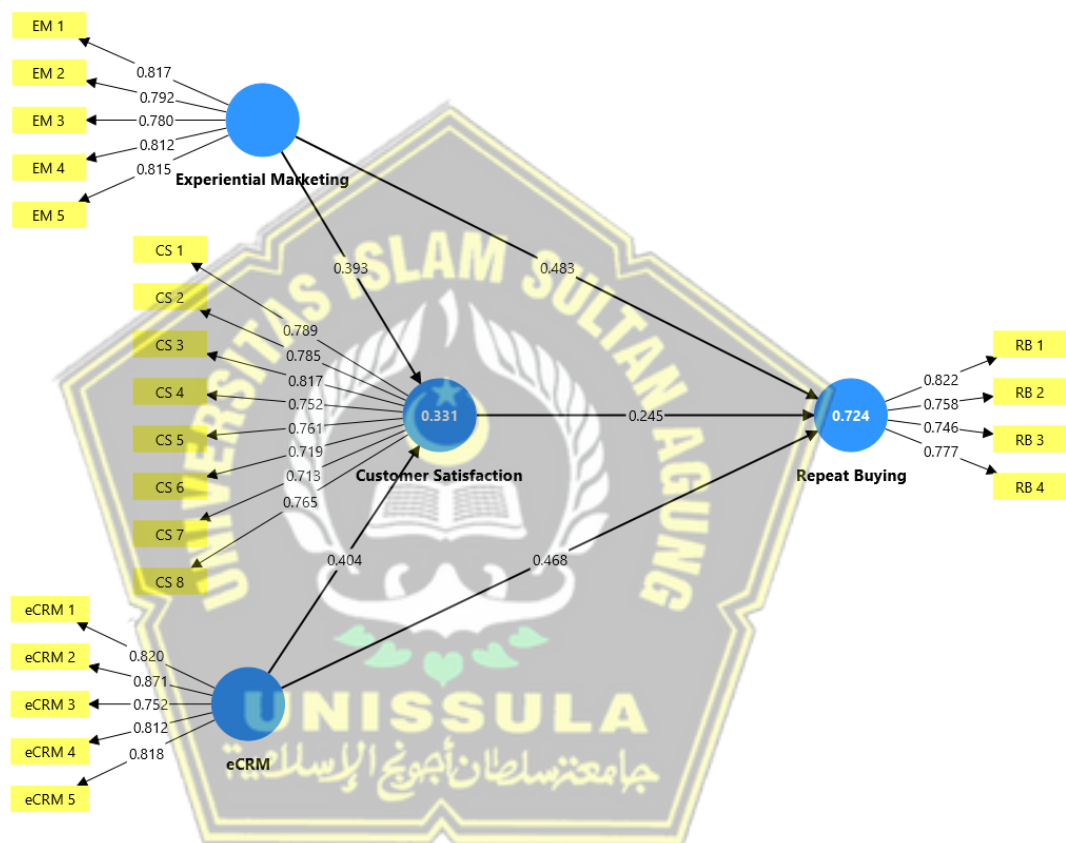 EM 1
EM 2
EM 3
EM 4
EM 5
0.817
0.792
0.780
0.812
0.815
Experiential Marketing
0.393
0.483
CS 1
CS 2
CS 3
CS 4
CS 5
CS 6
CS 7
CS 8
0.789
0.785
0.817
0.752
0.761
0.719
0.713
0.765
0.331
Customer Satisfaction
0.245
0.724
Repeat Buying
0.822
0.758
0.746
0.777
RB 1
RB 2
RB 3
RB 4
0.404
0.468
eCRM 1
eCRM 2
eCRM 3
eCRM 4
eCRM 5
0.820
0.871
0.752
0.812
0.818
eCRM
UNIVERSITAS ISLAM SULTAN AGUNG
UNISSULA
جامعة سلطان أجونج الإسلامية